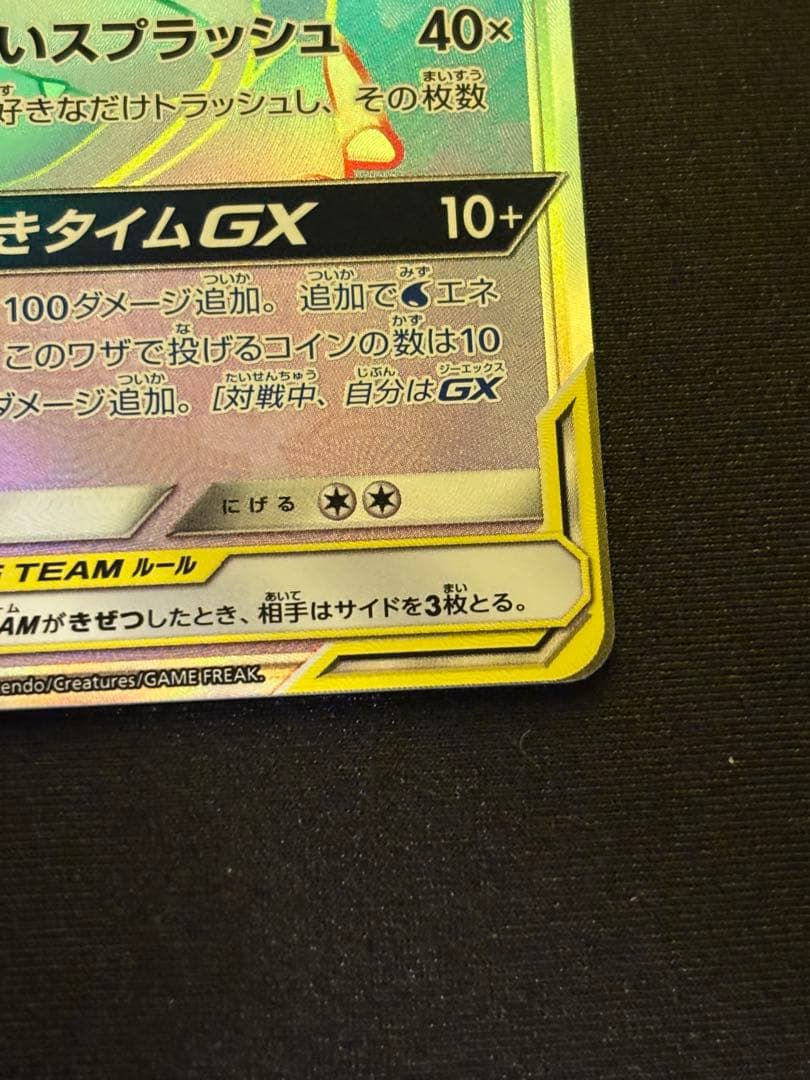 いスプラッシュ 40×
好きなだけトラッシュし、その枚数
きタイムGX 10+
100ダメージ追加。追加で エネ
このワザで投げるコインの数は10
ダメージ追加。[対戦中、自分はGX
にげる
TEAM ルール
AMがきぜつしたとき、相手はサイドを3枚とる。
endo/Creatures/GAME FREAK.